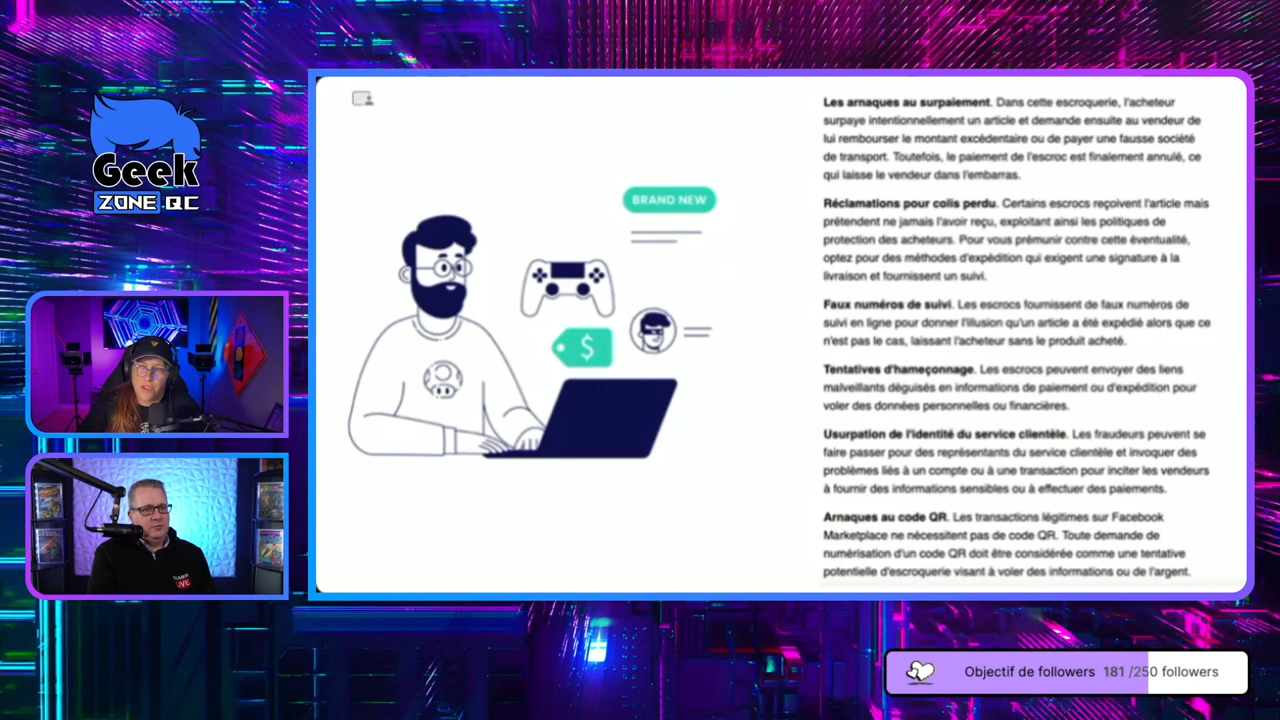 Geek
ZONE QC
BRAND NEW
$
Les arnaques au surpaiement. Dans cette escroquerie, l'acheteur
surpaye intentionnellement un article et demande ensuite au vendeur de
lui rembourser le montant excédentaire ou de payer une fausse société
de transport. Toutefois, le paiement de l'escroc est finalement annulé, ce
qui laisse le vendeur dans l'embarras.
Réclamations pour colis perdu. Certains escrocs reçoivent l'article mais
prétendent ne jamais l'avoir reçu, exploitant ainsi les politiques de
protection des acheteurs. Pour vous prémunir contre cette éventualité,
optez pour des méthodes d'expédition qui exigent une signature à la
livraison et fournissent un suivi.
Faux numéros de suivi. Les escrocs fournissent de faux numéros de
suivi en ligne pour donner l'illusion qu'un article a été expédié alors que ce
n'est pas le cas, laissant l'acheteur sans le produit acheté.
Tentatives d'hameçonnage. Les escrocs peuvent envoyer des liens
malveillants déguisés en informations de paiement ou d'expédition pour
voler des données personnelles ou financières.
Usurpation de l'identité du service clientèle. Les fraudeurs peuvent se
faire passer pour des représentants du service clientèle et invoquer des
problèmes liés à un compte ou à une transaction pour inciter les vendeurs
à fournir des informations sensibles ou à effectuer des paiements.
Arnaques au code QR. Les transactions légitimes sur Facebook
Marketplace ne nécessitent pas de code QR. Toute demande de
numérisation d'un code QR doit être considérée comme une tentative
potentielle d'escroquerie visant à voler des informations ou de l'argent.
LIVE
Objectif de followers 181 /250 followers